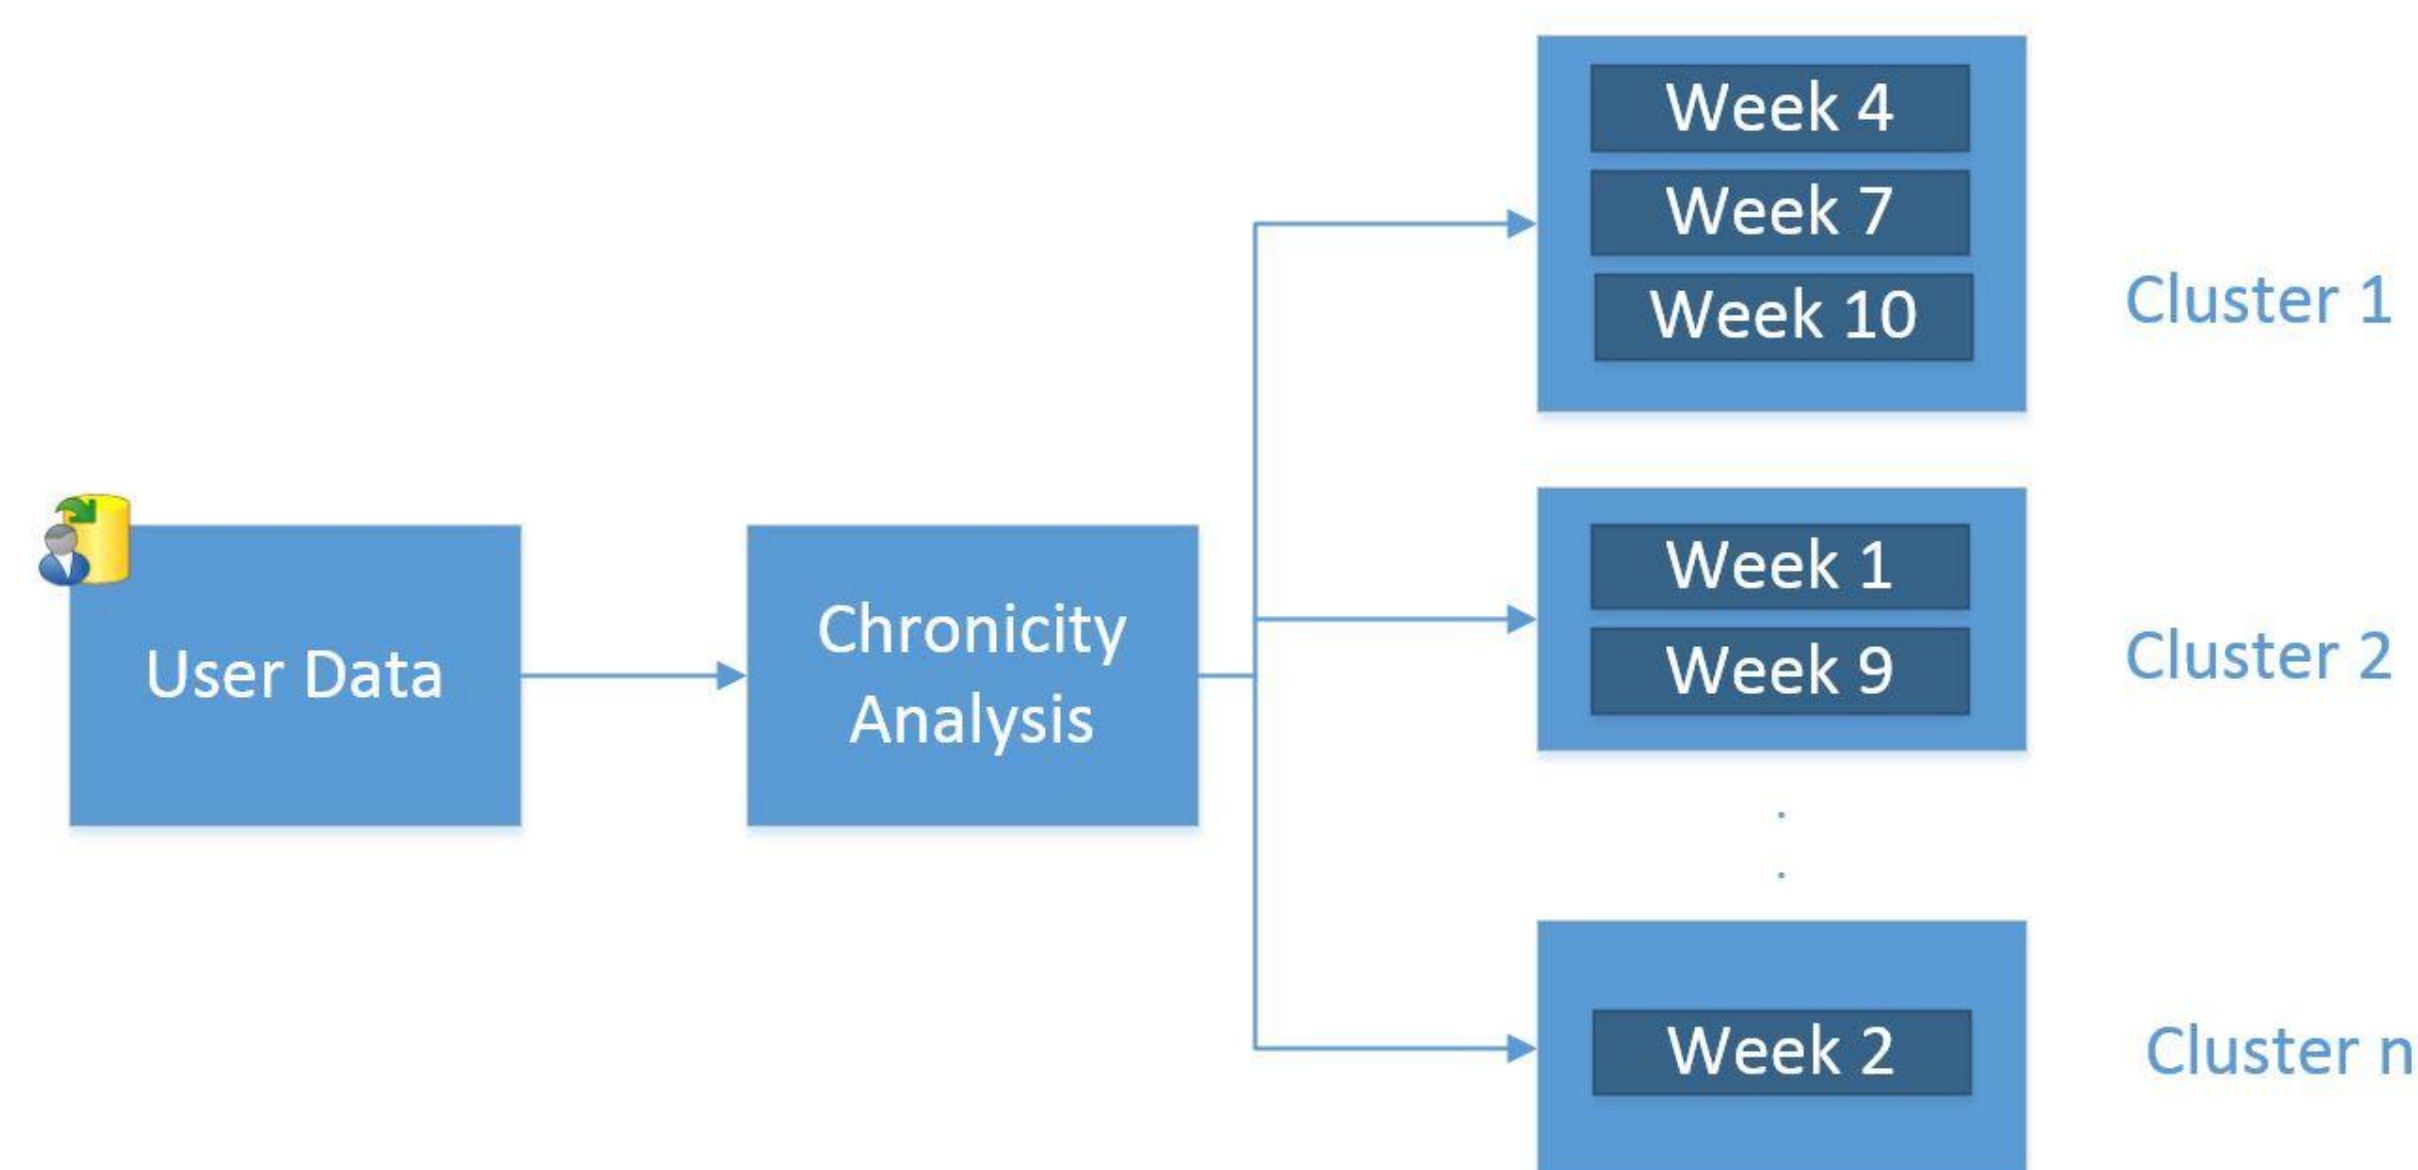 Week 4
Week 7
Week 10
Cluster 1
User Data
Chronicity
Analysis
Week 1
Week 9
Cluster 2
.
.
Week 2
Cluster n